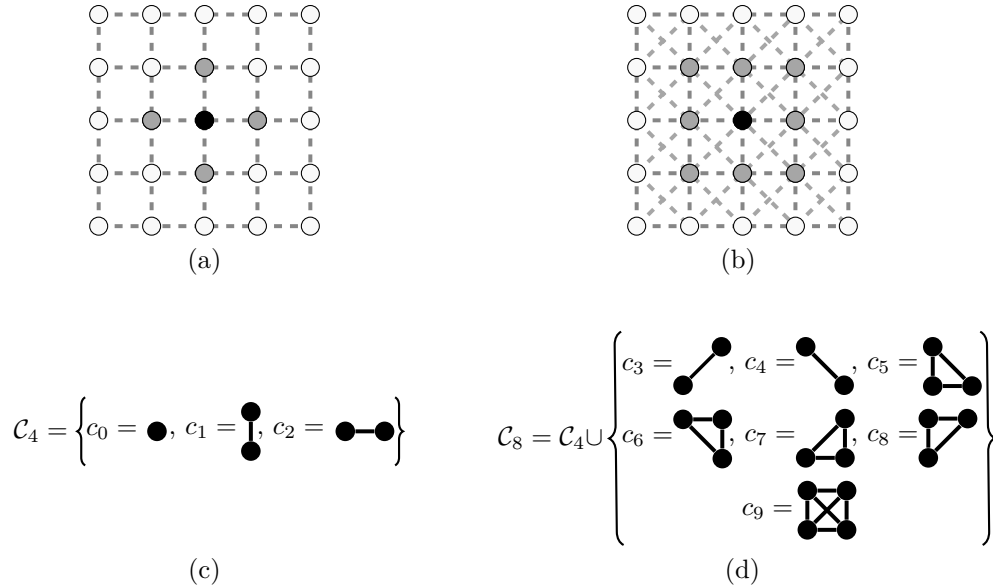 (a)
(b)
𝒞₄ = { c₀ = , c₁ = , c₂ = }
(c)
𝒞₈ = 𝒞₄ ∪ { c₃ = , c₄ = , c₅ =
c₆ = , c₇ = , c₈ =
c₉ = }
(d)